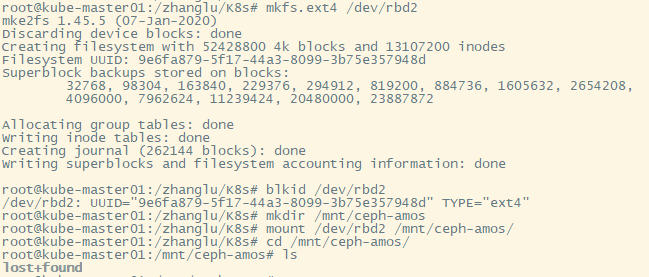 root@kube-master01:/zhanglu/K8s# mkfs.ext4 /dev/rbd2
mke2fs 1.45.5 (07-Jan-2020)
Discarding device blocks: done
Creating filesystem with 52428800 4k blocks and 13107200 inodes
Filesystem UUID: 9e6fa879-5f17-44a3-8099-3b75e357948d
Superblock backups stored on blocks:
        32768, 98304, 163840, 229376, 294912, 819200, 884736, 1605632, 2654208,
        4096000, 7962624, 11239424, 20480000, 23887872
Allocating group tables: done
Writing inode tables: done
Creating journal (262144 blocks): done
Writing superblocks and filesystem accounting information: done
root@kube-master01:/zhanglu/K8s# blkid /dev/rbd2
/dev/rbd2: UUID="9e6fa879-5f17-44a3-8099-3b75e357948d" TYPE="ext4"
root@kube-master01:/zhanglu/K8s# mkdir /mnt/ceph-amos
root@kube-master01:/zhanglu/K8s# mount /dev/rbd2 /mnt/ceph-amos/
root@kube-master01:/zhanglu/K8s# cd /mnt/ceph-amos/
root@kube-master01:/mnt/ceph-amos# ls
lost+found